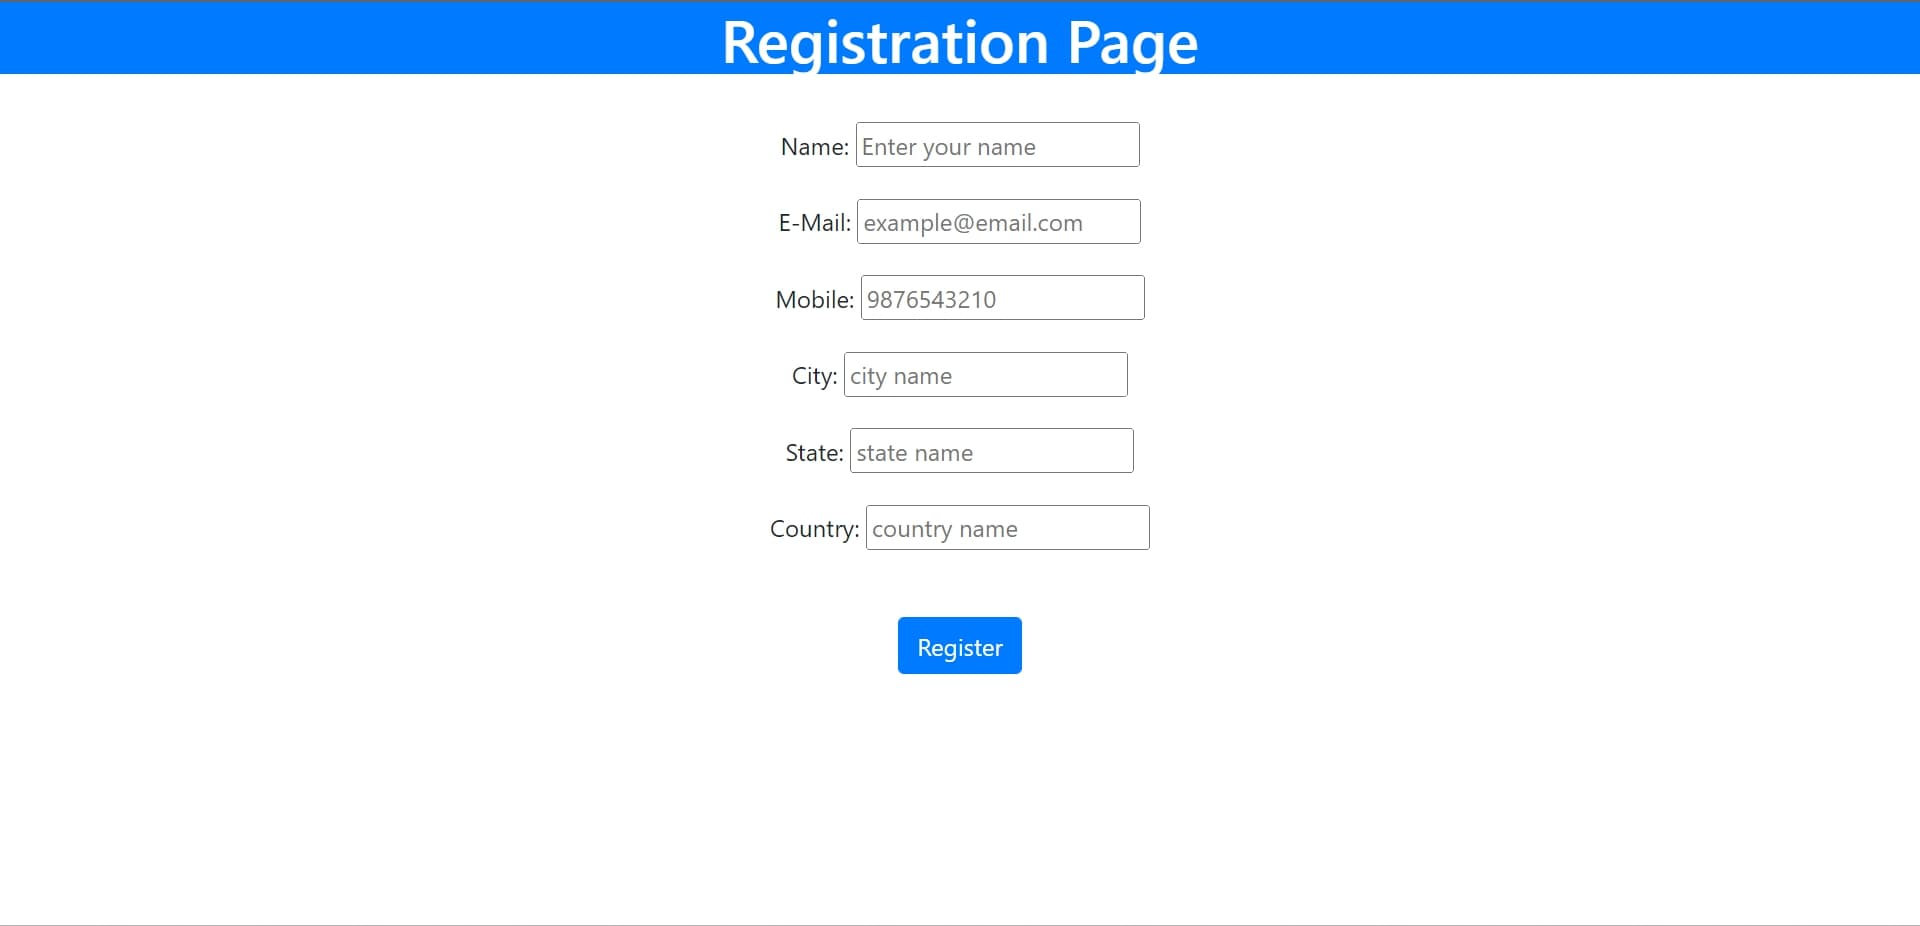 Registration Page
Name: Enter your name
E-Mail: example@email.com
Mobile: 9876543210
City: city name
State: state name
Country: country name
Register